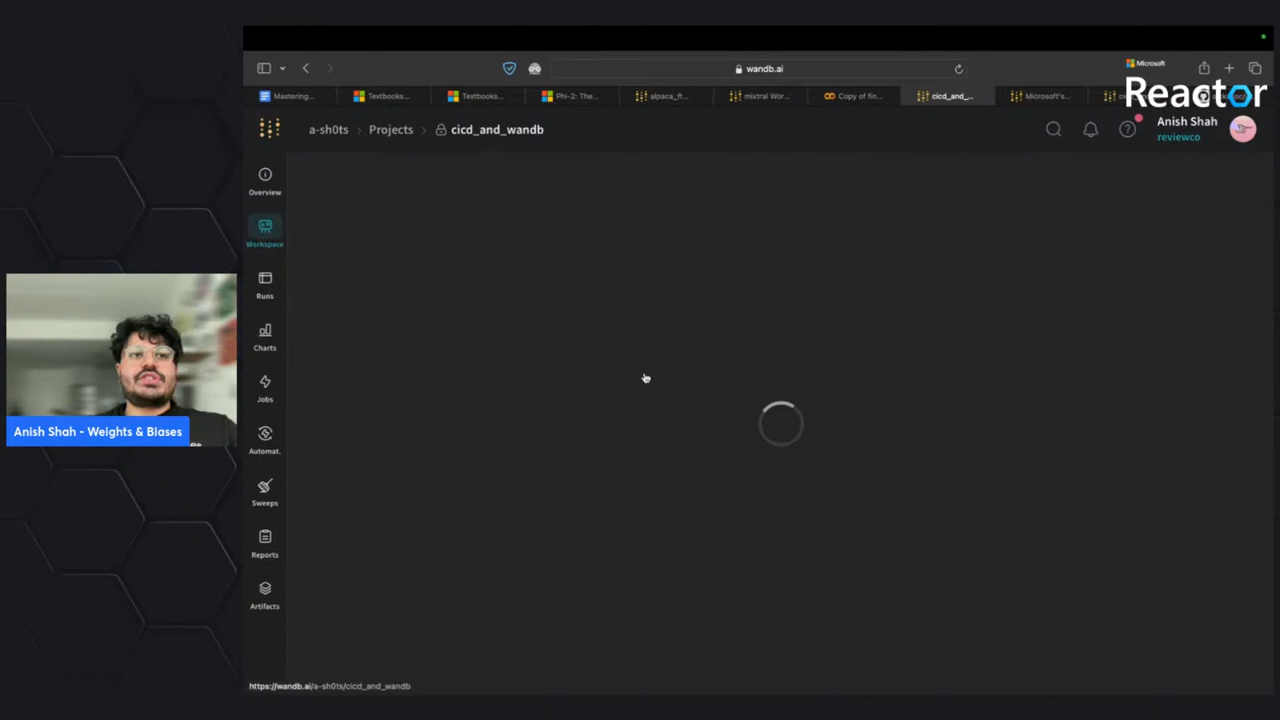 wandb.ai
Microsoft
Reactor
Mastering...
Textbooks...
Textbooks...
Phi-2: The...
alpaca_ft...
mixtral Wor...
Copy of fin...
cicd_and_...
Microsoft's...
a-sh0ts
Projects
cicd_and_wandb
Anish Shah
reviewco
Overview
Workspace
Runs
Charts
Jobs
Automat.
Sweeps
Reports
Artifacts
Anish Shah - Weights & Biases
https://wandb.ai/a-sh0ts/cicd_and_wandb